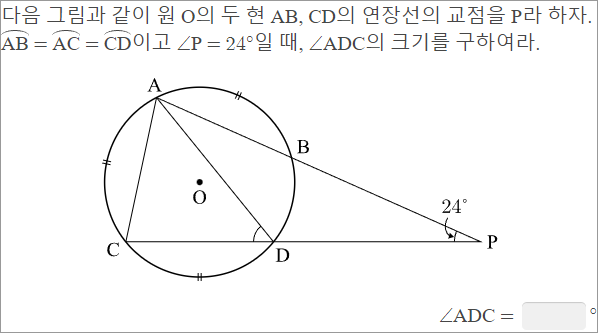 다음 그림과 같이 원 O의 두 현 AB, CD의 연장선의 교점을 P라 하자.
AB = AC = CD이고 ∠P = 24°일 때, ∠ADC의 크기를 구하여라.
A
B
24°
O
P
C
D
∠ADC = °